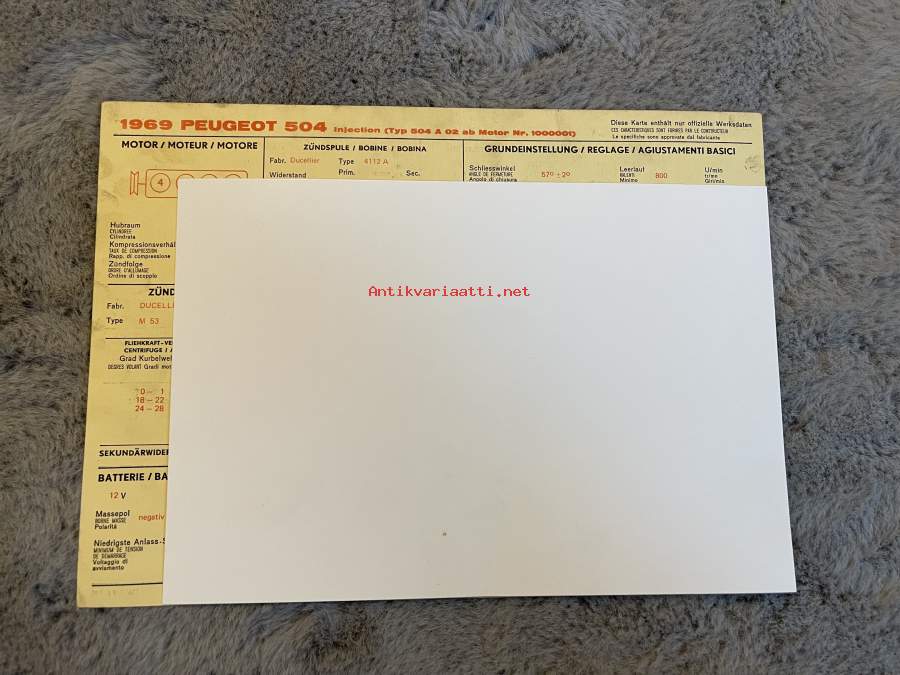 1969 PEUGEOT 504 Injection (Typ 504 A 02 ab Motor Nr. 1000001)
Diese Karte enthält nur offizielle Werksdaten
CES CARACTERISTIQUES SONT FOURNIES PAR LE CONSTRUCTEUR
Le specifiche sono approvate dal fabricante
MOTOR / MOTEUR / MOTORE
4
Hubraum
CYLINDREE
Cilindrata
Kompressionsverhäl
TAUX DE COMPRESSION
Rapp. di compressione
Zündfolge
ORDRE D'ALLUMAGE
Ordine di scoppio
ZÜNDSPULE / BOBINE / BOBINA
Fabr. Ducellier Type 4112 A
Widerstand Prim. Sec.
GRUNDEINSTELLUNG / REGLAGE / AGIUSTAMENTI BASICI
Schliesswinkel
ANGLE DE FERMETURE
Angolo di chiusura
57º ±2º
Leerlauf
RALENTI
Minimo
800
U/min
tr/mn
Giri/min
ZÜND
Fabr. DUCELLI
Type M 53
FLIEHKRAFT-VE
CENTRIFUGE / A
Grad Kurbelwel
DEGRES VOLANT Gradi mot
0 – 1
18 – 22
24 – 28
SEKUNDÄRWIDER
BATTERIE / BA
12 V
Massepol
BORNE MASSE
Polarità
negativ
Niedrigste Anlass-S
MINIMUM DE TENSION
DE DEMARRAGE
Voltaggio di
avviamento
Antikvariaatti.net